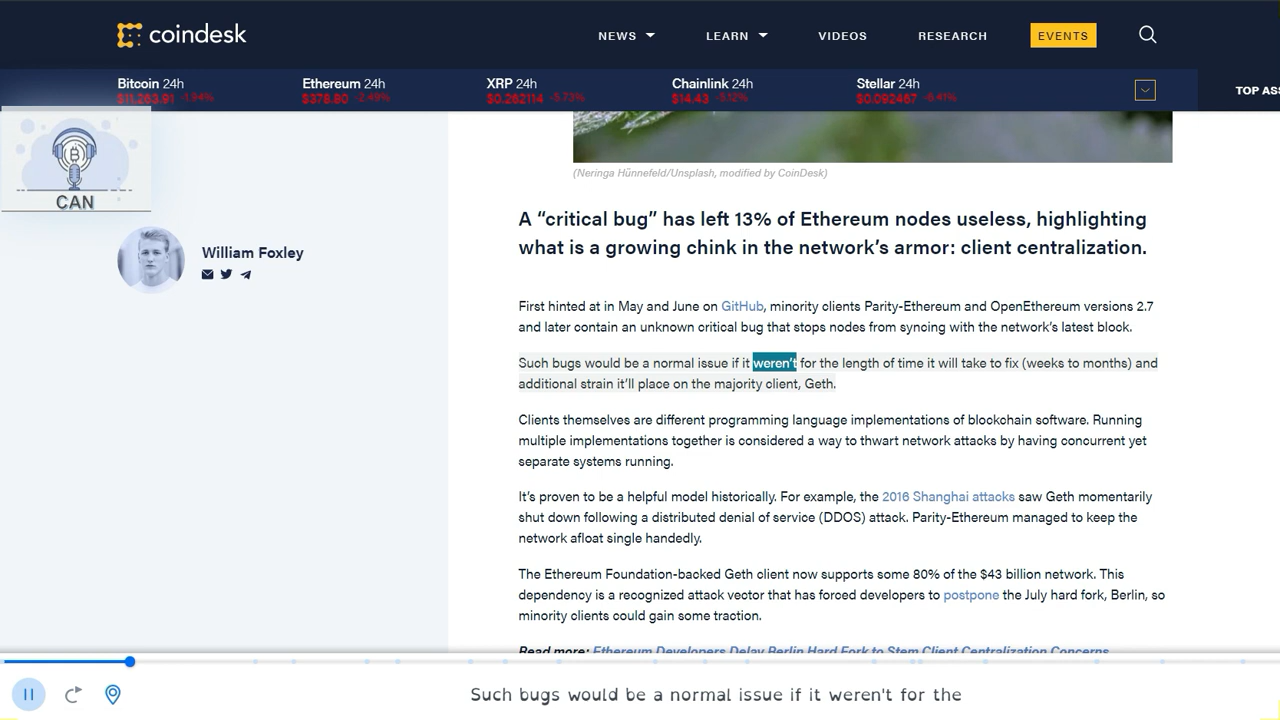 coindesk
NEWS
LEARN
VIDEOS
RESEARCH
EVENTS
Bitcoin 24h
Ethereum 24h
XRP 24h
Chainlink 24h
Stellar 24h
$11,263.91 -1.94%
$378.80 -2.49%
$0.262114 -5.73%
$14.43 -5.12%
$0.092467 -6.41%
TOP ASS
CAN
(Neringa Hünnefeld/Unsplash, modified by CoinDesk)
William Foxley
A “critical bug” has left 13% of Ethereum nodes useless, highlighting
what is a growing chink in the network’s armor: client centralization.
First hinted at in May and June on GitHub, minority clients Parity-Ethereum and OpenEthereum versions 2.7
and later contain an unknown critical bug that stops nodes from syncing with the network’s latest block.
Such bugs would be a normal issue if it weren’t for the length of time it will take to fix (weeks to months) and
additional strain it’ll place on the majority client, Geth.
Clients themselves are different programming language implementations of blockchain software. Running
multiple implementations together is considered a way to thwart network attacks by having concurrent yet
separate systems running.
It’s proven to be a helpful model historically. For example, the 2016 Shanghai attacks saw Geth momentarily
shut down following a distributed denial of service (DDOS) attack. Parity-Ethereum managed to keep the
network afloat single handedly.
The Ethereum Foundation-backed Geth client now supports some 80% of the $43 billion network. This
dependency is a recognized attack vector that has forced developers to postpone the July hard fork, Berlin, so
minority clients could gain some traction.
Read more: Ethereum Developers Delay Berlin Hard Fork to Stem Client Centralization Concerns
Such bugs would be a normal issue if it weren't for the